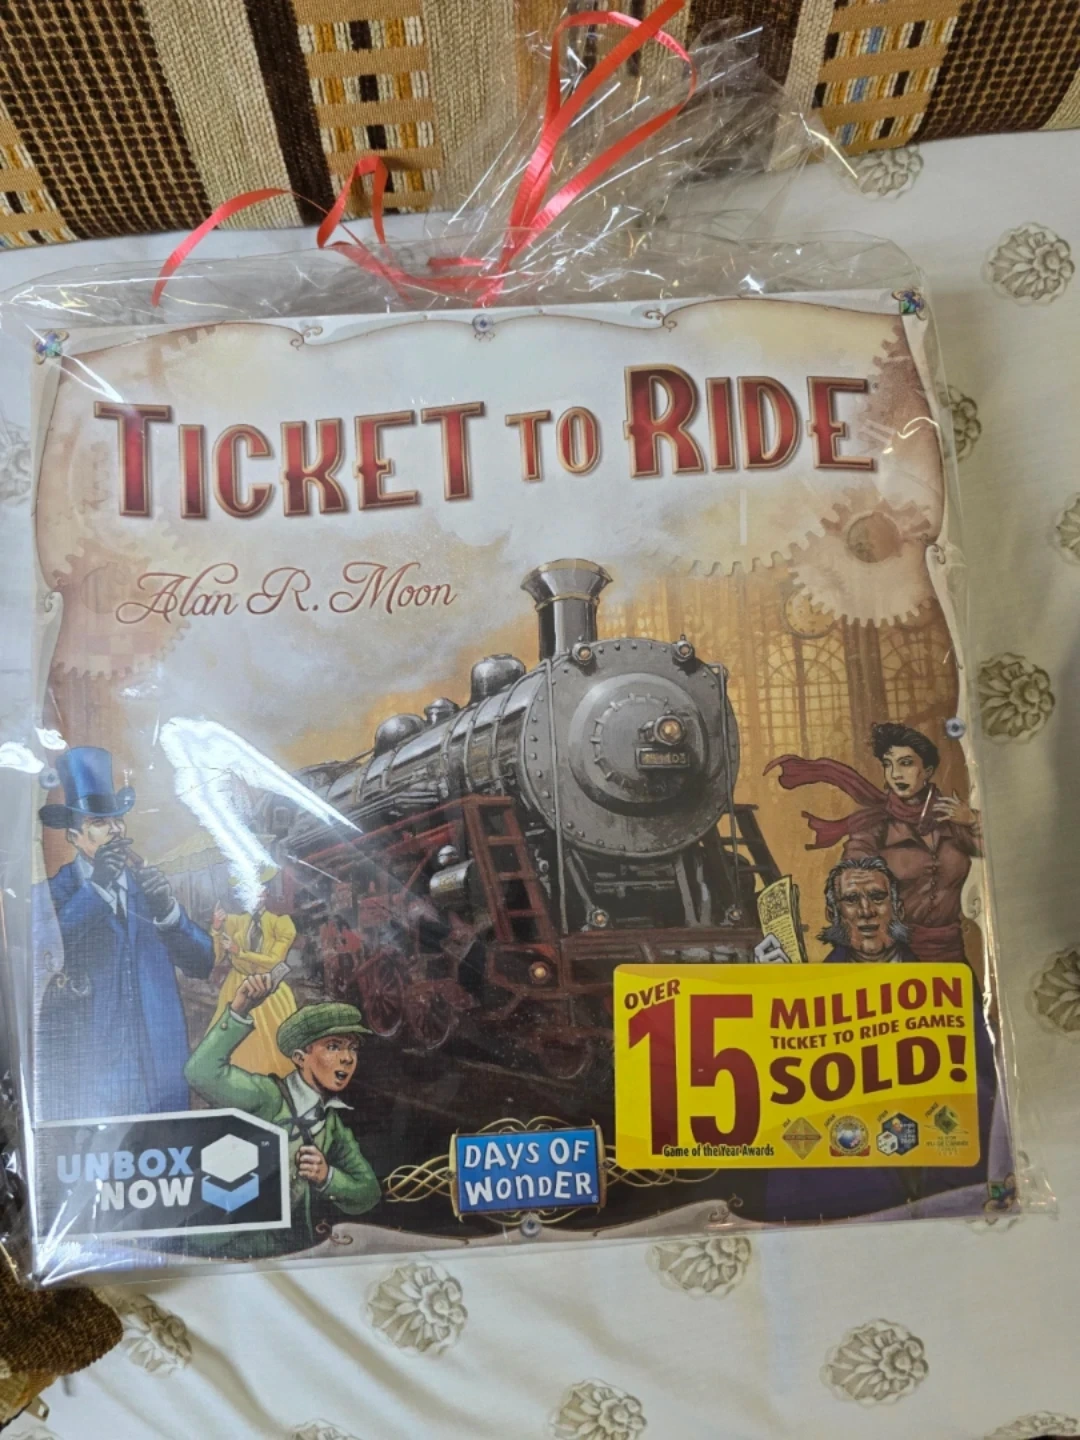 TICKET TO RIDE
Alan R. Moon
OVER
15 MILLION
TICKET TO RIDE GAMES
SOLD!
Game of the Year Awards
UNBOX
NOW
™
DAYS OF
WONDER